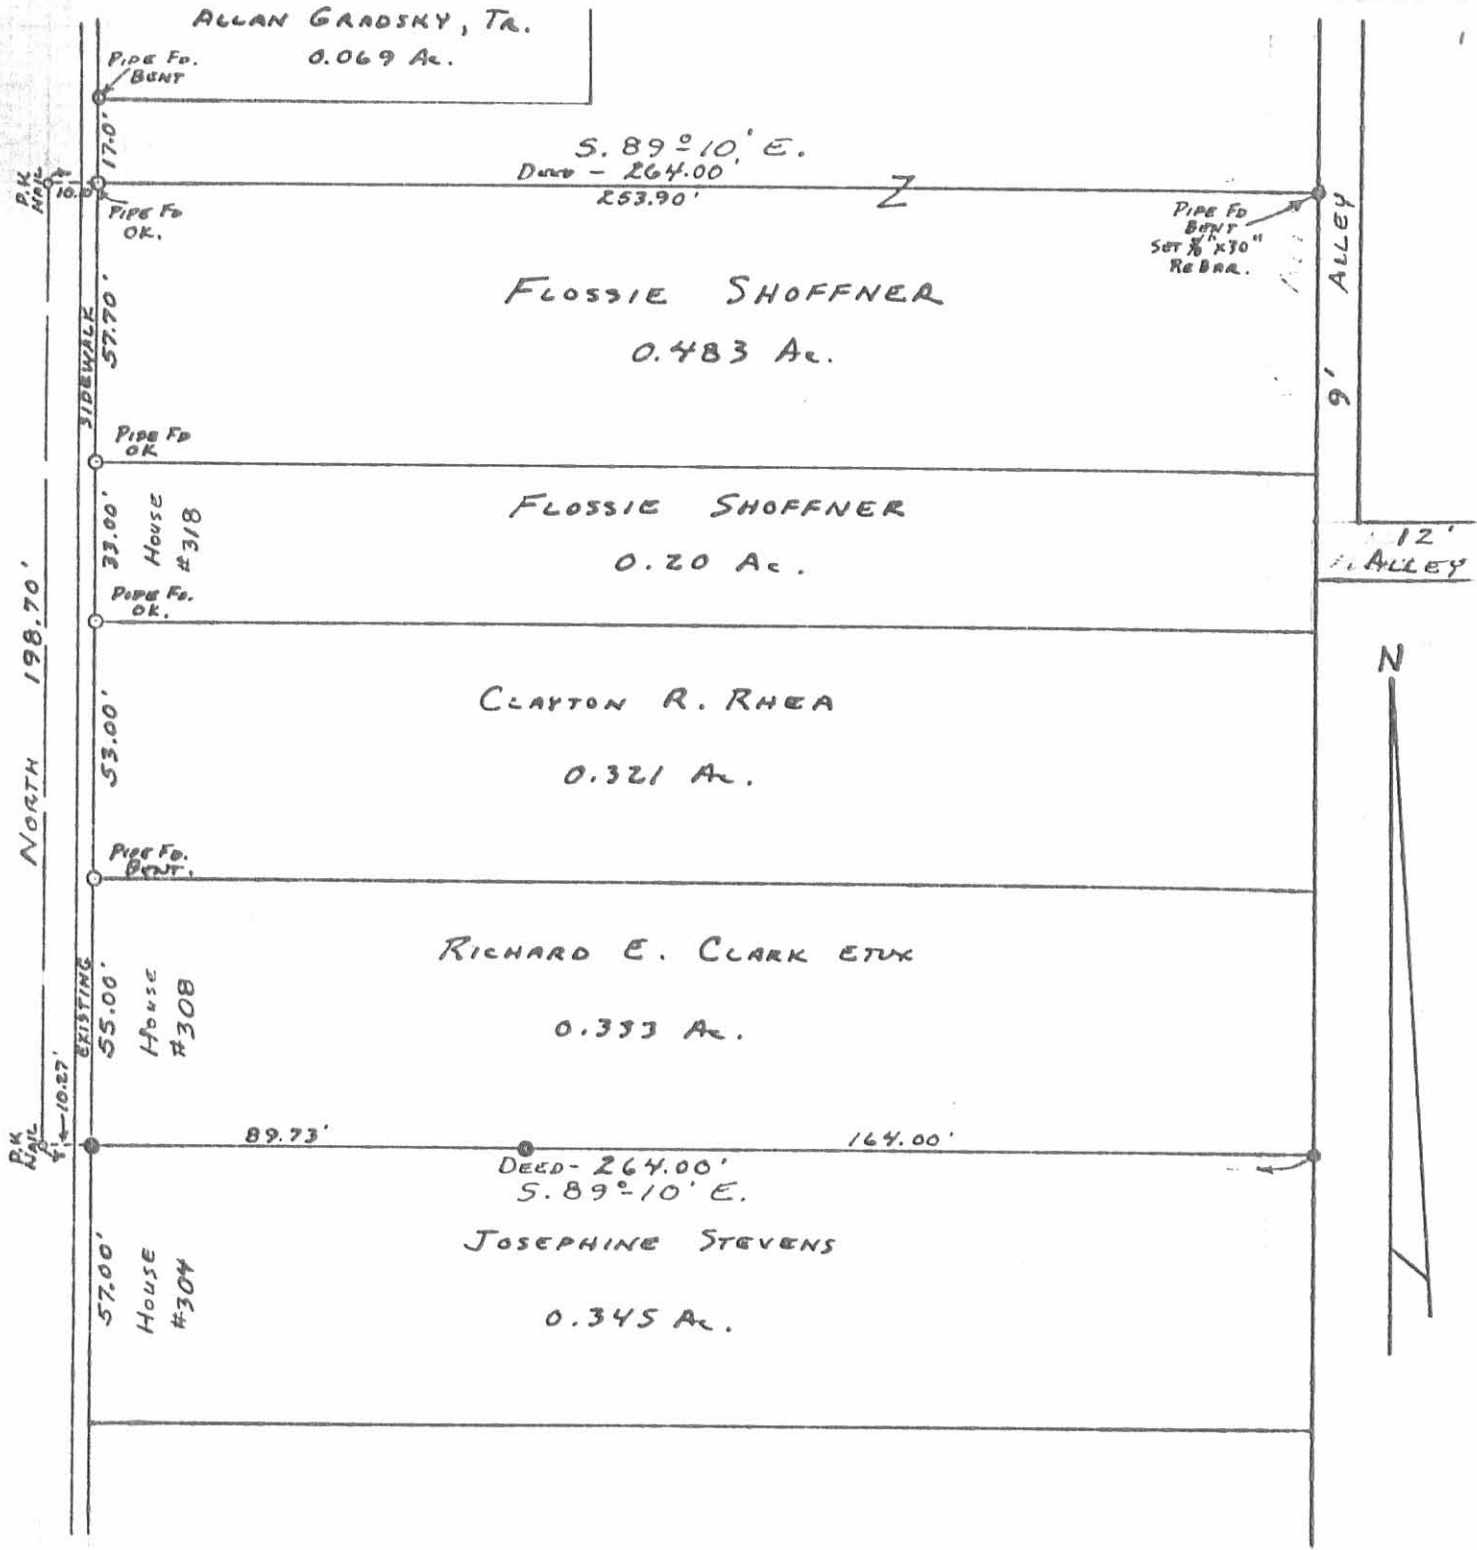 ALLAN GRADSKY, TR.
0.069 Ac.
PIPE FD.
BENT
17.0'
S. 89º-10' E.
DEED - 264.00'
253.90'
Z
P.K.
NAIL
PIPE FD
OK.
PIPE FD
BENT
SET 5/8" x 30"
REBAR.
9' ALLEY
57.70'
SIDEWALK
FLOSSIE SHOFFNER
0.483 Ac.
PIPE FD
OK
33.00'
HOUSE
#318
FLOSSIE SHOFFNER
0.20 Ac.
12'
ALLEY
PIPE FD.
OK.
NORTH 198.70'
N
53.00'
CLAYTON R. RHEA
0.321 Ac.
PIPE FD.
BENT.
EXISTING
55.00'
HOUSE
#308
RICHARD E. CLARK ETUX
0.333 Ac.
10.27'
P.K
NAIL
89.73'
164.00'
DEED - 264.00'
S. 89º-10' E.
57.00'
HOUSE
#304
JOSEPHINE STEVENS
0.345 Ac.